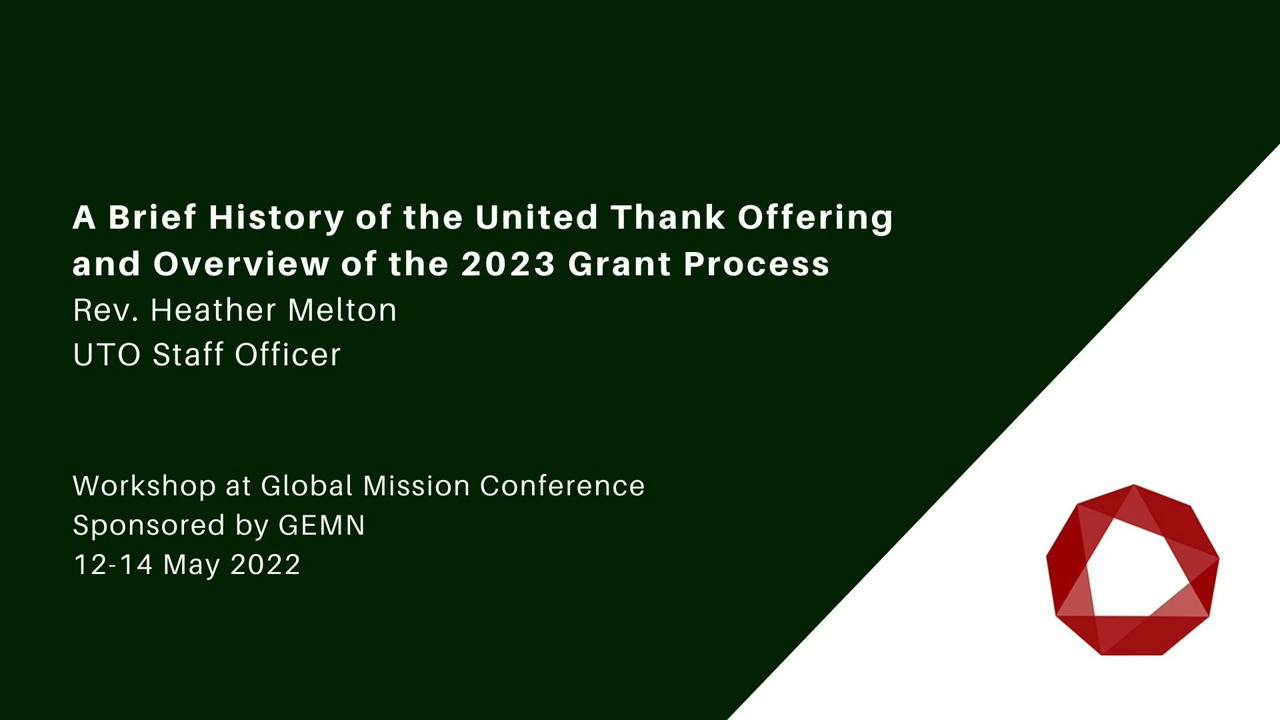 A Brief History of the United Thank Offering
and Overview of the 2023 Grant Process
Rev. Heather Melton
UTO Staff Officer
Workshop at Global Mission Conference
Sponsored by GEMN
12-14 May 2022